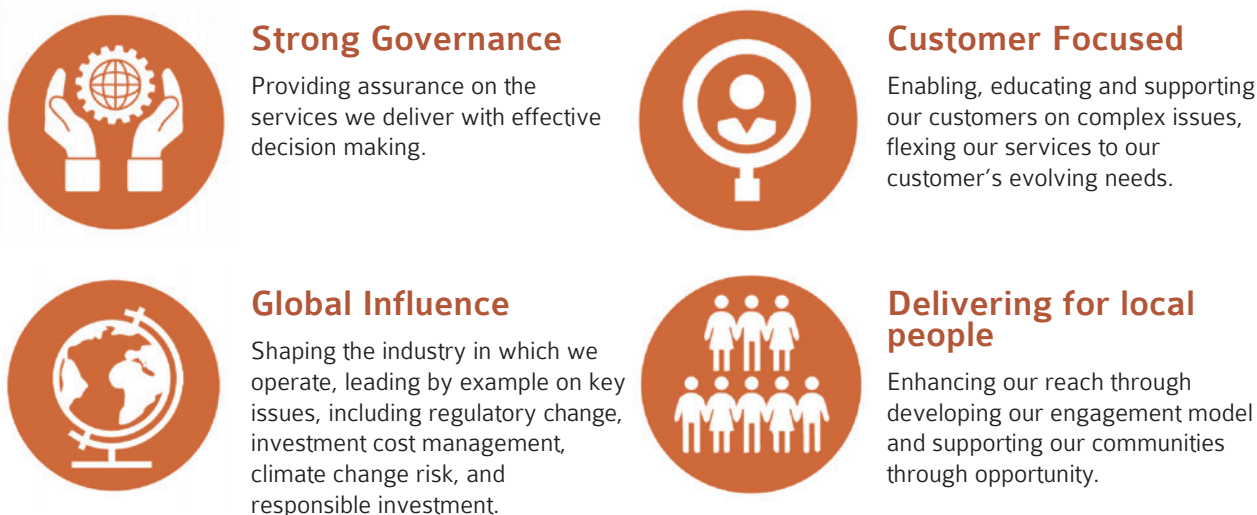 Strong Governance
Providing assurance on the
services we deliver with effective
decision making.
Customer Focused
Enabling, educating and supporting
our customers on complex issues,
flexing our services to our
customer’s evolving needs.
Global Influence
Shaping the industry in which we
operate, leading by example on key
issues, including regulatory change,
investment cost management,
climate change risk, and
responsible investment.
Delivering for local
people
Enhancing our reach through
developing our engagement model
and supporting our communities
through opportunity.